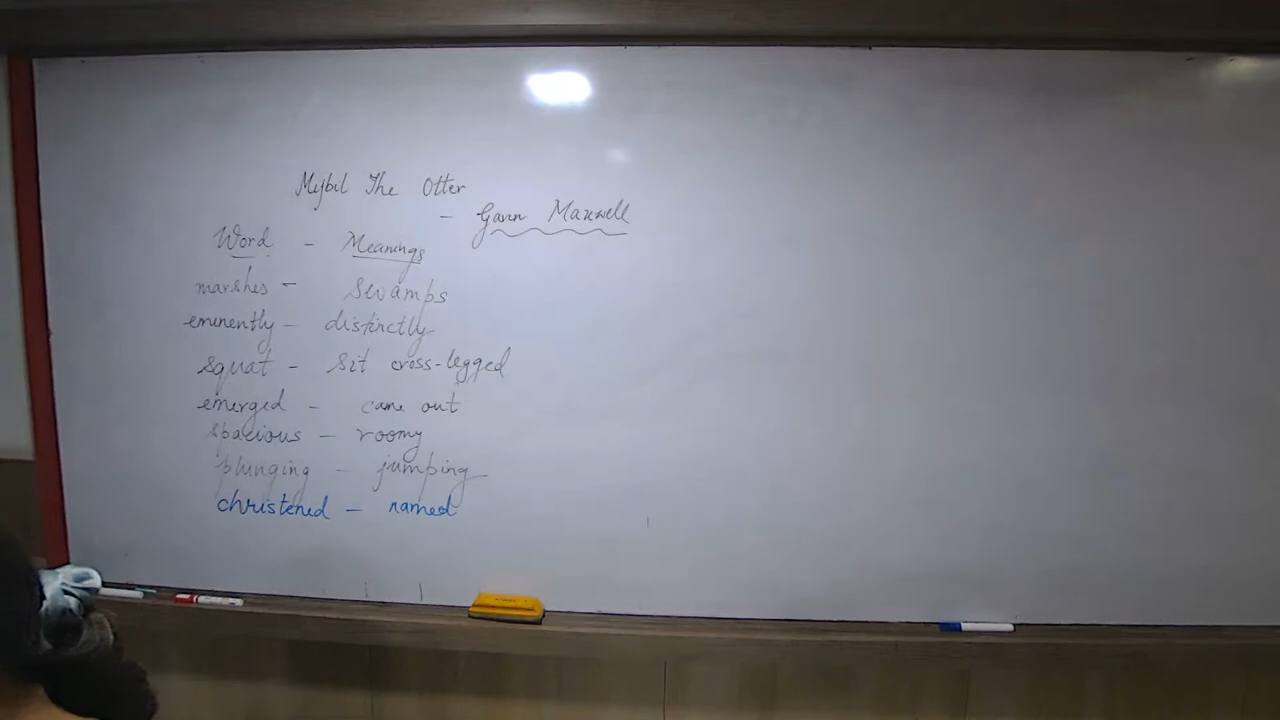 Mijbil The Otter
- Gavin Maxwell
Word - Meanings
marshes - swamps
eminently - distinctly
squat - sit cross-legged
emerged - came out
spacious - roomy
plunging - jumping
christened - named